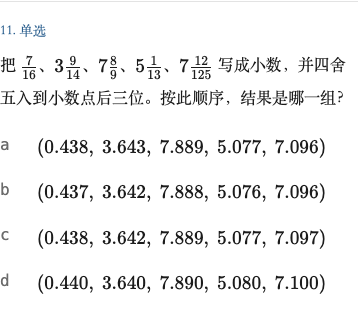 11. 单选
把 7/16、3 9/14、7 8/9、5 1/13、7 12/125 写成小数，并四舍
五入到小数点后三位。按此顺序，结果是哪一组?
a (0.438, 3.643, 7.889, 5.077, 7.096)
b (0.437, 3.642, 7.888, 5.076, 7.096)
c (0.438, 3.642, 7.889, 5.077, 7.097)
d (0.440, 3.640, 7.890, 5.080, 7.100)